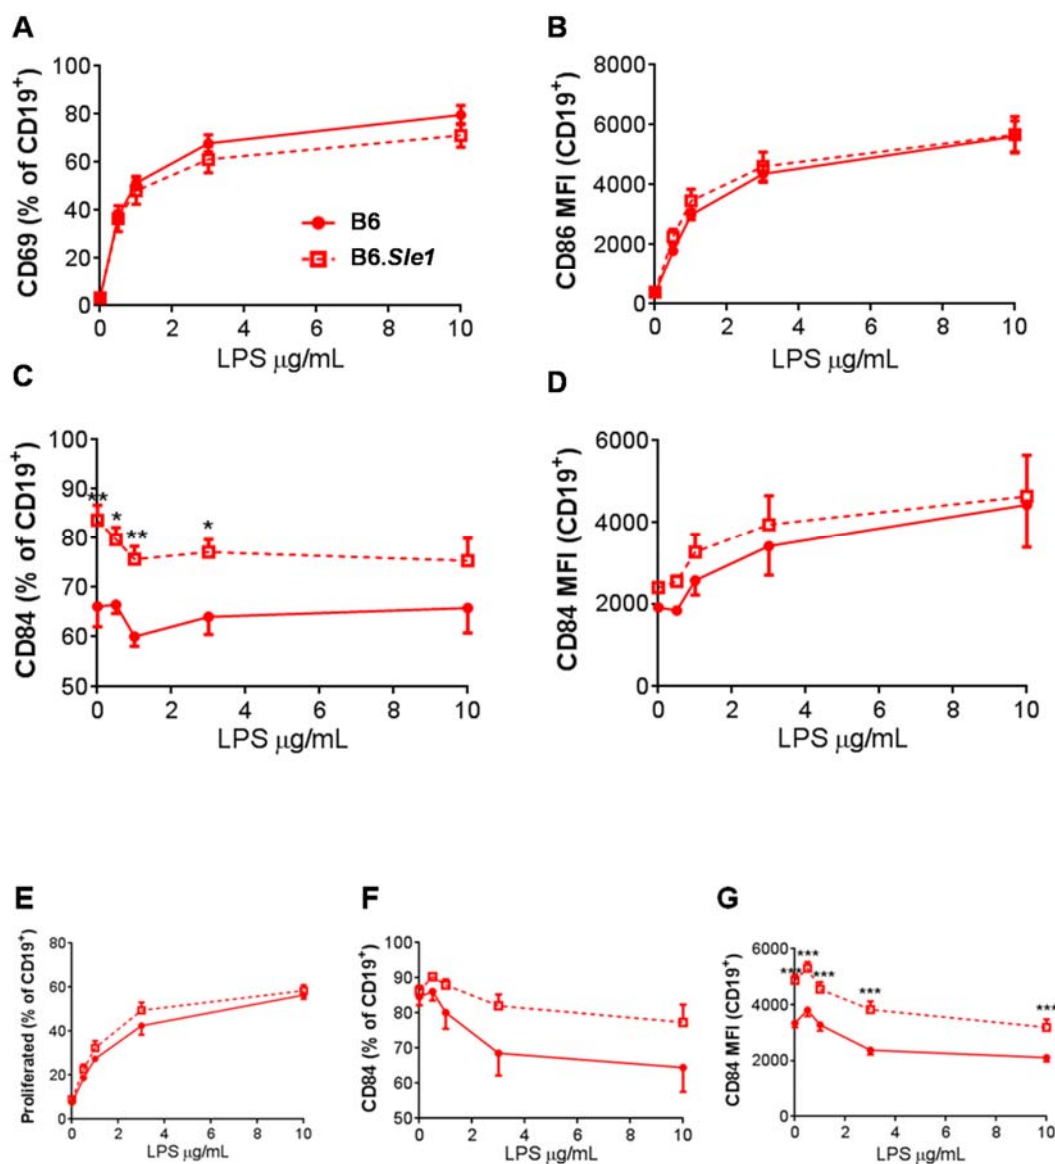 A
CD69 (% of CD19⁺)
100
80
60
40
20
0
0 2 4 6 8 10
LPS μg/mL
B6
B6.Sle1
B
CD86 MFI (CD19⁺)
8000
6000
4000
2000
0
0 2 4 6 8 10
LPS μg/mL
C
CD84 (% of CD19⁺)
100
90
80
70
60
50
** * ** *
0 2 4 6 8 10
LPS μg/mL
D
CD84 MFI (CD19⁺)
6000
4000
2000
0
0 2 4 6 8 10
LPS μg/mL
E
Proliferated (% of CD19⁺)
80
60
40
20
0
0 2 4 6 8 10
LPS μg/mL
F
CD84 (% of CD19⁺)
100
90
80
70
60
50
0 2 4 6 8 10
LPS μg/mL
G
CD84 MFI (CD19⁺)
6000
4000
2000
0
*** *** *** *** ***
0 2 4 6 8 10
LPS μg/mL